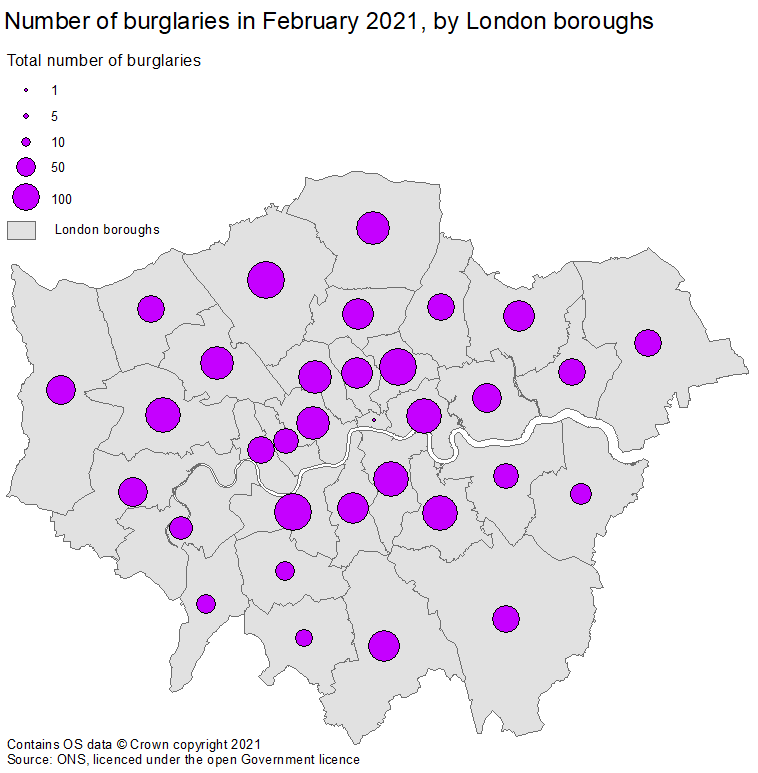 Number of burglaries in February 2021, by London boroughs
Total number of burglaries
1
5
10
50
100
London boroughs
Contains OS data © Crown copyright 2021
Source: ONS, licenced under the open Government licence